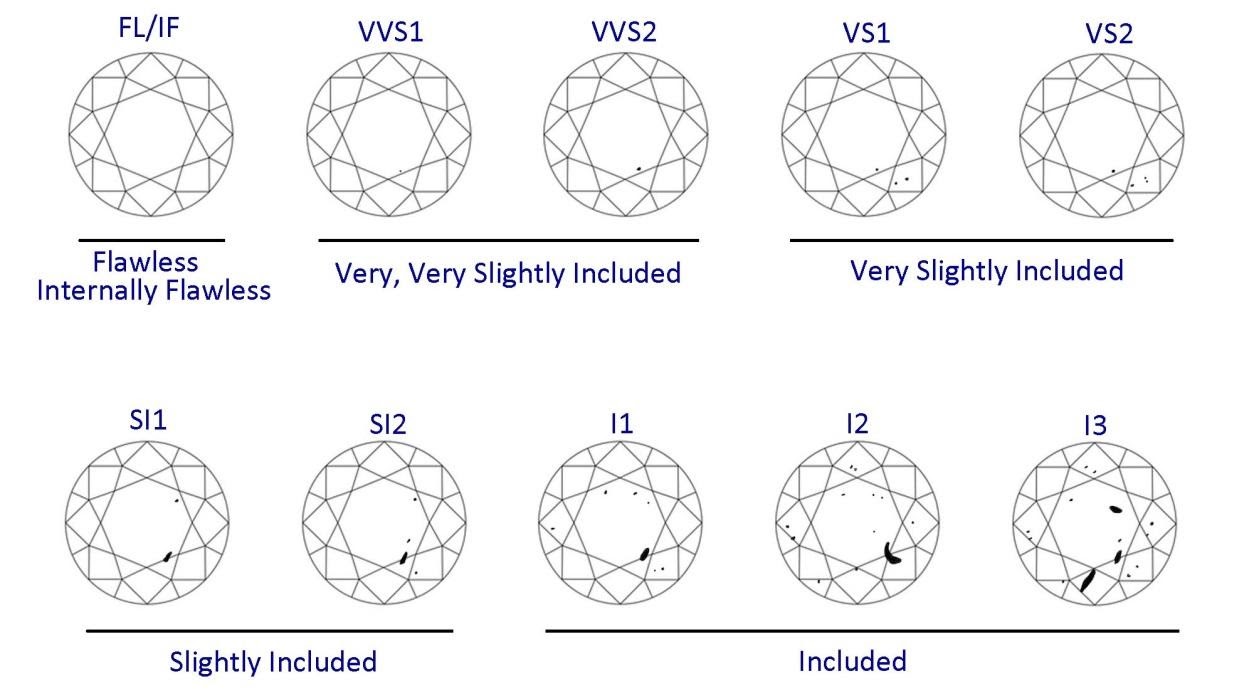 FL/IF
VVS1
VVS2
VS1
VS2
Flawless
Internally Flawless
Very, Very Slightly Included
Very Slightly Included
SI1
SI2
I1
I2
I3
Slightly Included
Included